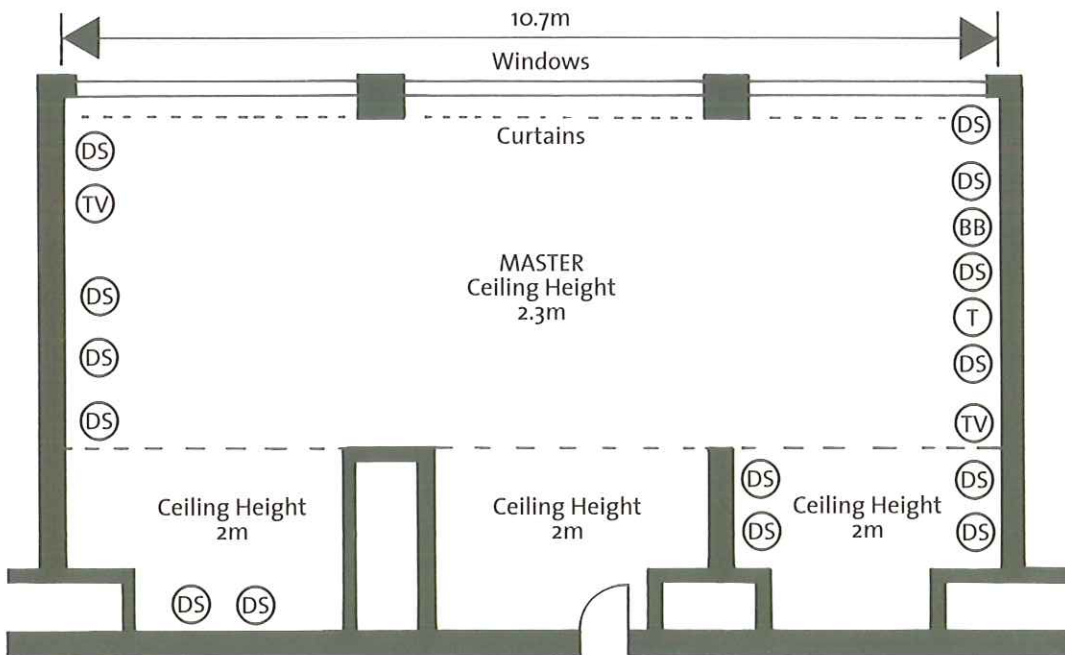 10.7m
Windows
Curtains
DS
DS
TV
DS
BB
MASTER
Ceiling Height
2.3m
DS
DS
T
DS
DS
DS
TV
Ceiling Height
2m
Ceiling Height
2m
DS
DS
Ceiling Height
2m
DS
DS
DS
DS